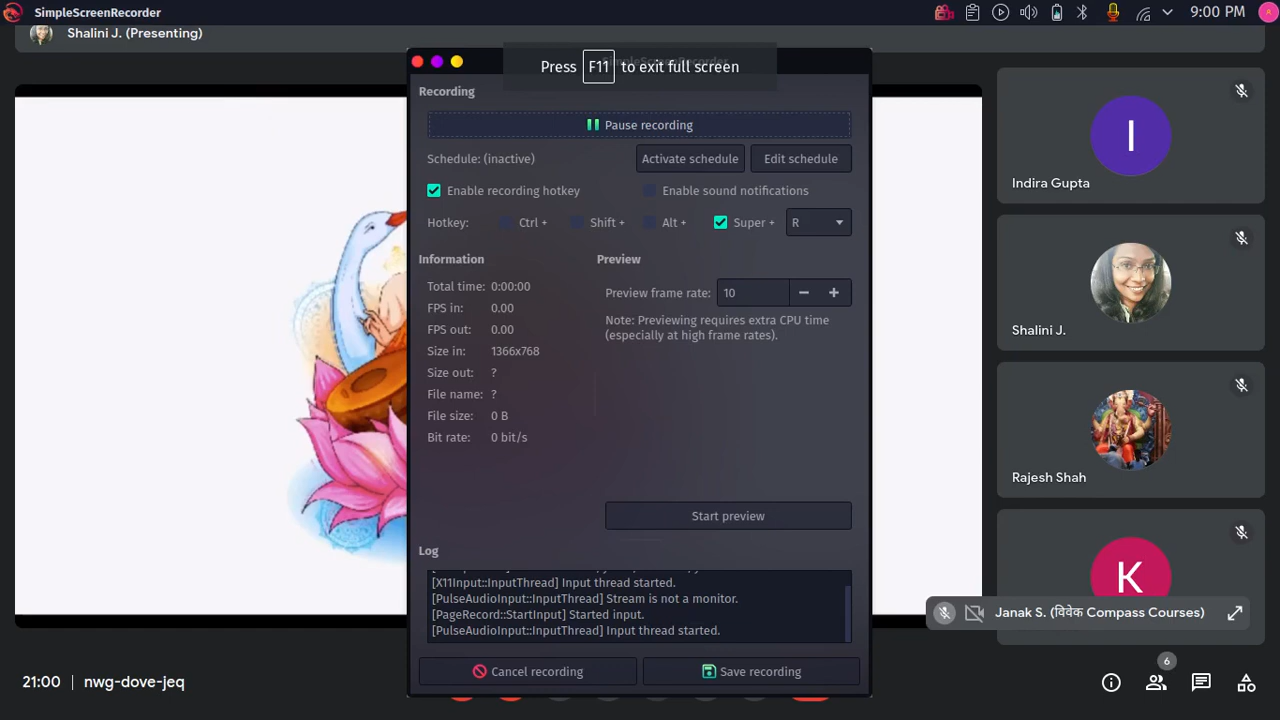 SimpleScreenRecorder
9:00 PM
Shalini J. (Presenting)
Press F11 to exit full screen
Recording
Pause recording
Schedule: (inactive)
Activate schedule
Edit schedule
Enable recording hotkey
Enable sound notifications
Hotkey:
Ctrl +
Shift +
Alt +
Super +
R
Information
Total time: 0:00:00
FPS in: 0.00
FPS out: 0.00
Size in: 1366x768
Size out: ?
File name: ?
File size: 0 B
Bit rate: 0 bit/s
Preview
Preview frame rate: 10
Note: Previewing requires extra CPU time
(especially at high frame rates).
Start preview
Log
[X11Input::InputThread] Input thread started.
[PulseAudioInput::InputThread] Stream is not a monitor.
[PageRecord::StartInput] Started input.
[PulseAudioInput::InputThread] Input thread started.
Cancel recording
Save recording
I
Indira Gupta
Shalini J.
Rajesh Shah
K
Janak S. (विवेक Compass Courses)
21:00 | nwg-dove-jeq
6